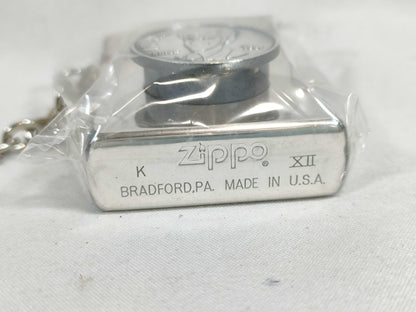 K Zippo® XII
BRADFORD,PA. MADE IN U.S.A.